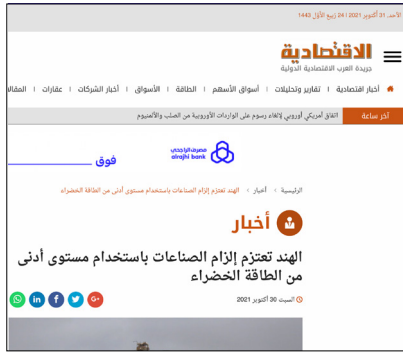 الأحد, 31 أكتوبر 2021 | 24 ربيع الأول 1443
الاقتصادية
جريدة العرب الاقتصادية الدولية
أخبار اقتصادية | تقارير وتحليلات | أسواق الأسهم | الطاقة | الأسواق | أخبار الشركات | عقارات | المقالا
آخر ساعة
اتفاق أمريكي أوروبي لإلغاء رسوم على الواردات الأوروبية من الصلب والألمنيوم
مصرف الراجحي
alrajhi bank
فوق
الرئيسية > أخبار > الهند تعتزم إلزام الصناعات باستخدام مستوى أدنى من الطاقة الخضراء
أخبار
الهند تعتزم إلزام الصناعات باستخدام مستوى أدنى
من الطاقة الخضراء
السبت 30 أكتوبر 2021